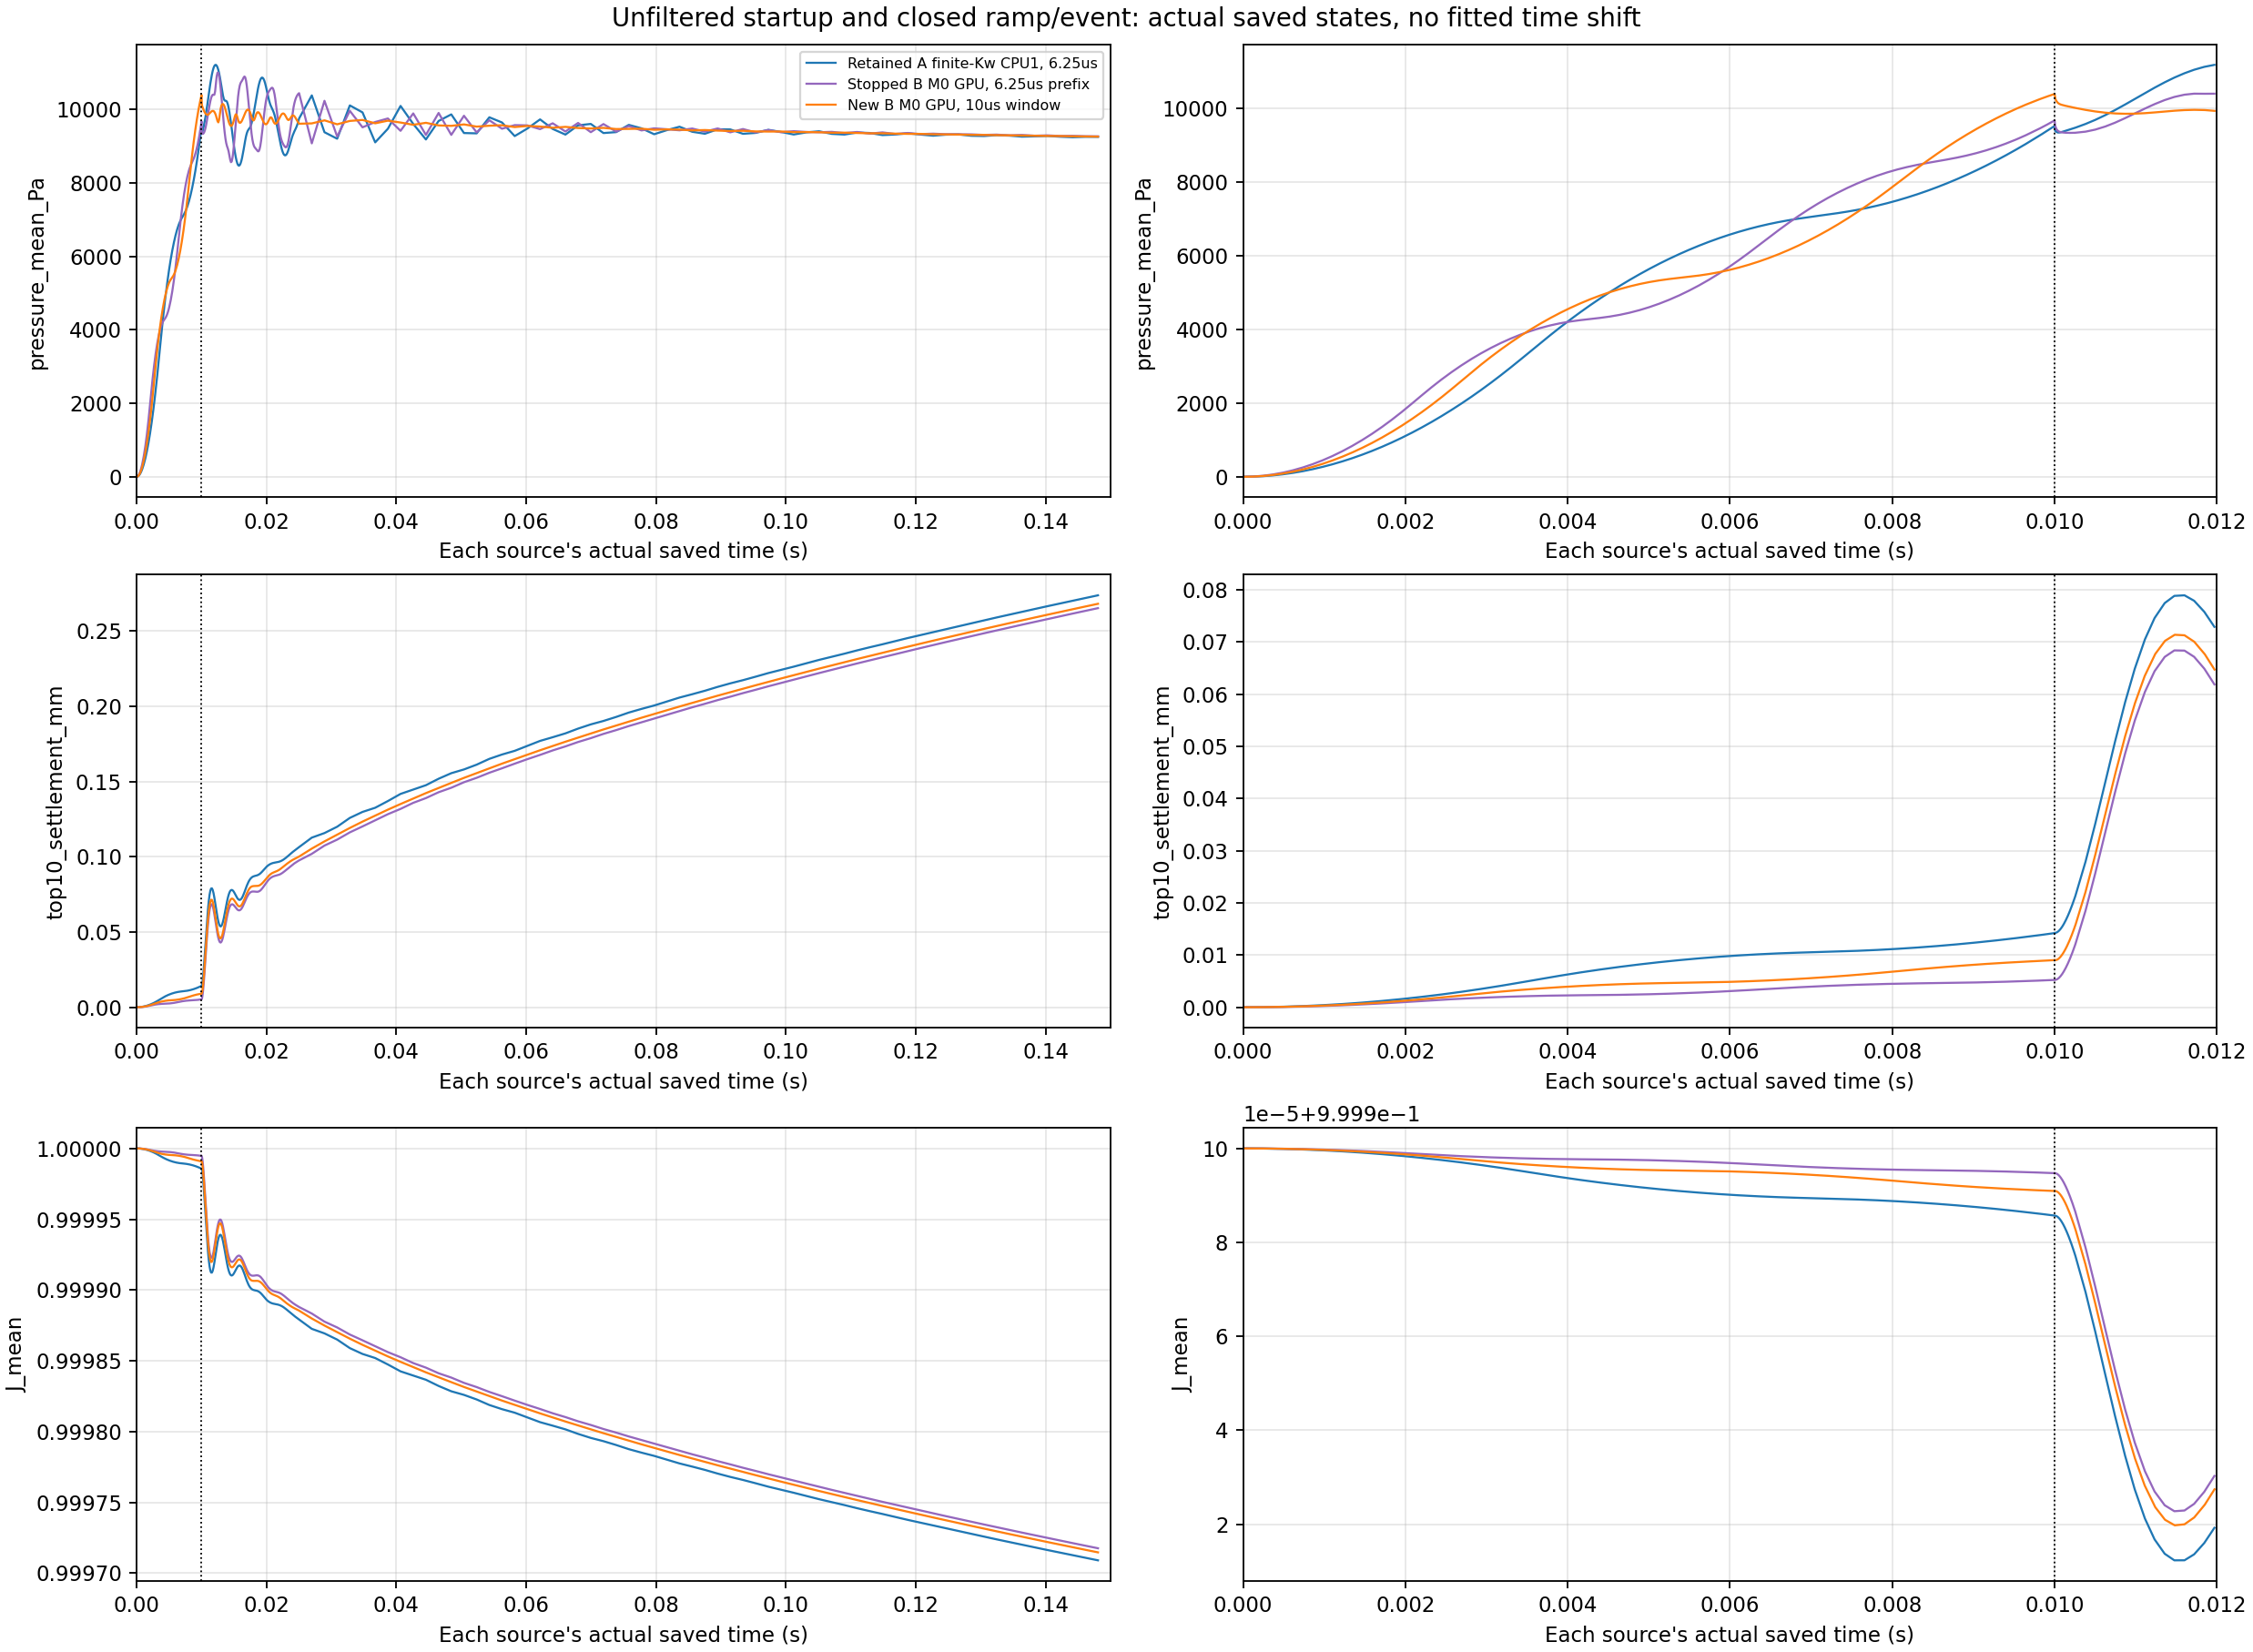 Unfiltered startup and closed ramp/event: actual saved states, no fitted time shift
pressure_mean_Pa
10000
8000
6000
4000
2000
0
Retained A finite-Kw CPU1, 6.25us
Stopped B M0 GPU, 6.25us prefix
New B M0 GPU, 10us window
0.00 0.02 0.04 0.06 0.08 0.10 0.12 0.14
Each source's actual saved time (s)
pressure_mean_Pa
10000
8000
6000
4000
2000
0
0.000 0.002 0.004 0.006 0.008 0.010 0.012
Each source's actual saved time (s)
top10_settlement_mm
0.25
0.20
0.15
0.10
0.05
0.00
0.00 0.02 0.04 0.06 0.08 0.10 0.12 0.14
Each source's actual saved time (s)
top10_settlement_mm
0.08
0.07
0.06
0.05
0.04
0.03
0.02
0.01
0.00
0.000 0.002 0.004 0.006 0.008 0.010 0.012
Each source's actual saved time (s)
J_mean
1.00000
0.99995
0.99990
0.99985
0.99980
0.99975
0.99970
0.00 0.02 0.04 0.06 0.08 0.10 0.12 0.14
Each source's actual saved time (s)
1e−5+9.999e−1
J_mean
10
8
6
4
2
0.000 0.002 0.004 0.006 0.008 0.010 0.012
Each source's actual saved time (s)